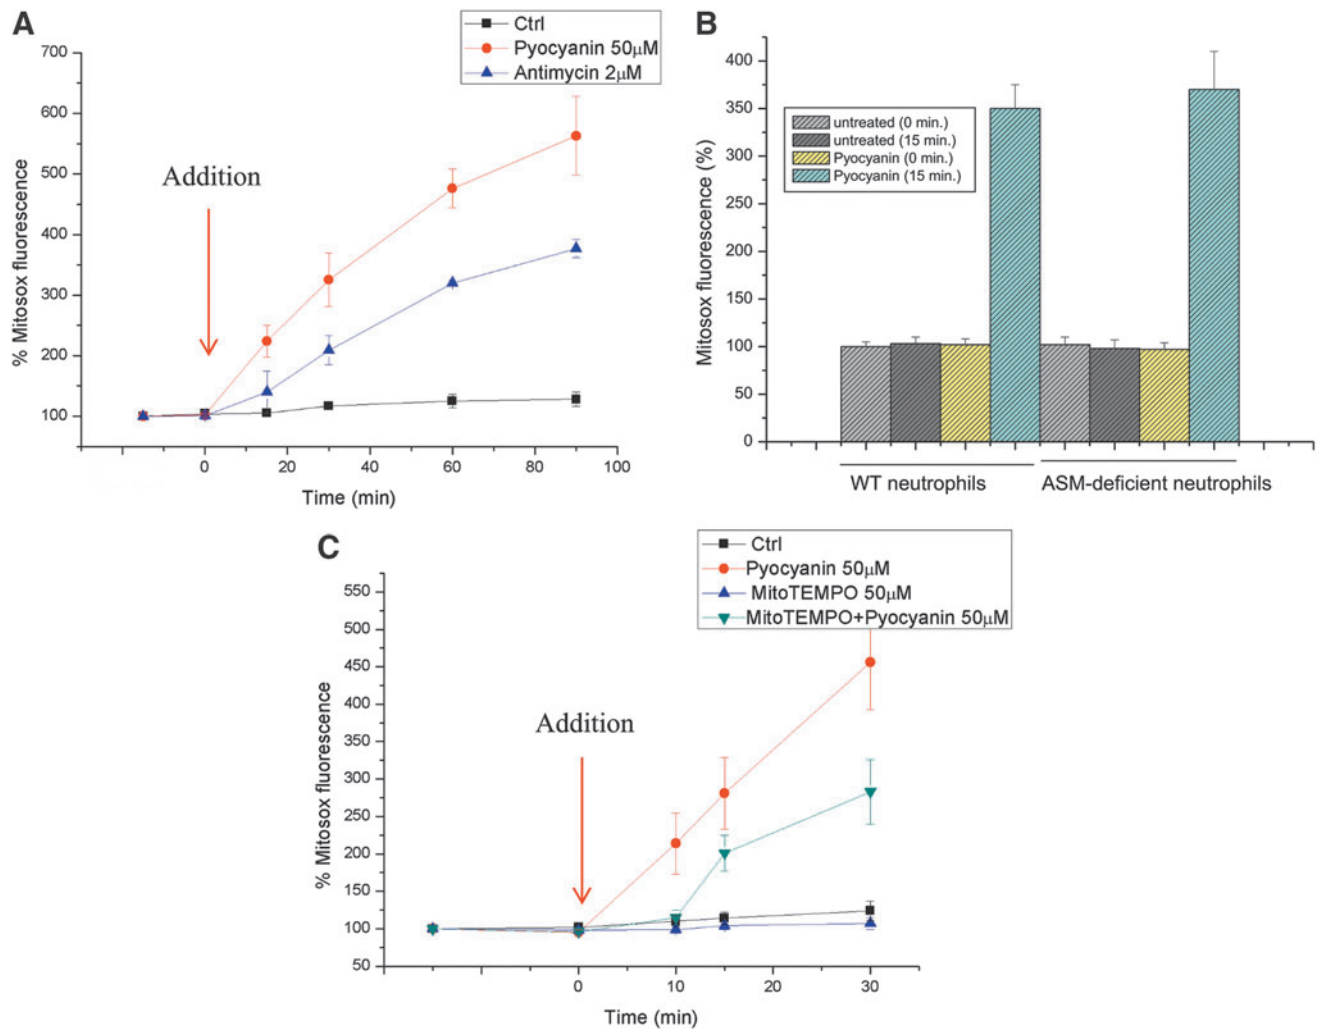 A
Ctrl
Pyocyanin 50μM
Antimycin 2μM
700
600
500
400
300
200
100
% Mitosox fluorescence
Addition
0
20
40
60
80
100
Time (min)
B
400
350
300
250
200
150
100
50
0
Mitosox fluorescence (%)
untreated (0 min.)
untreated (15 min.)
Pyocyanin (0 min.)
Pyocyanin (15 min.)
WT neutrophils
ASM-deficient neutrophils
C
Ctrl
Pyocyanin 50μM
MitoTEMPO 50μM
MitoTEMPO+Pyocyanin 50μM
550
500
450
400
350
300
250
200
150
100
50
% Mitosox fluorescence
Addition
0
10
20
30
Time (min)